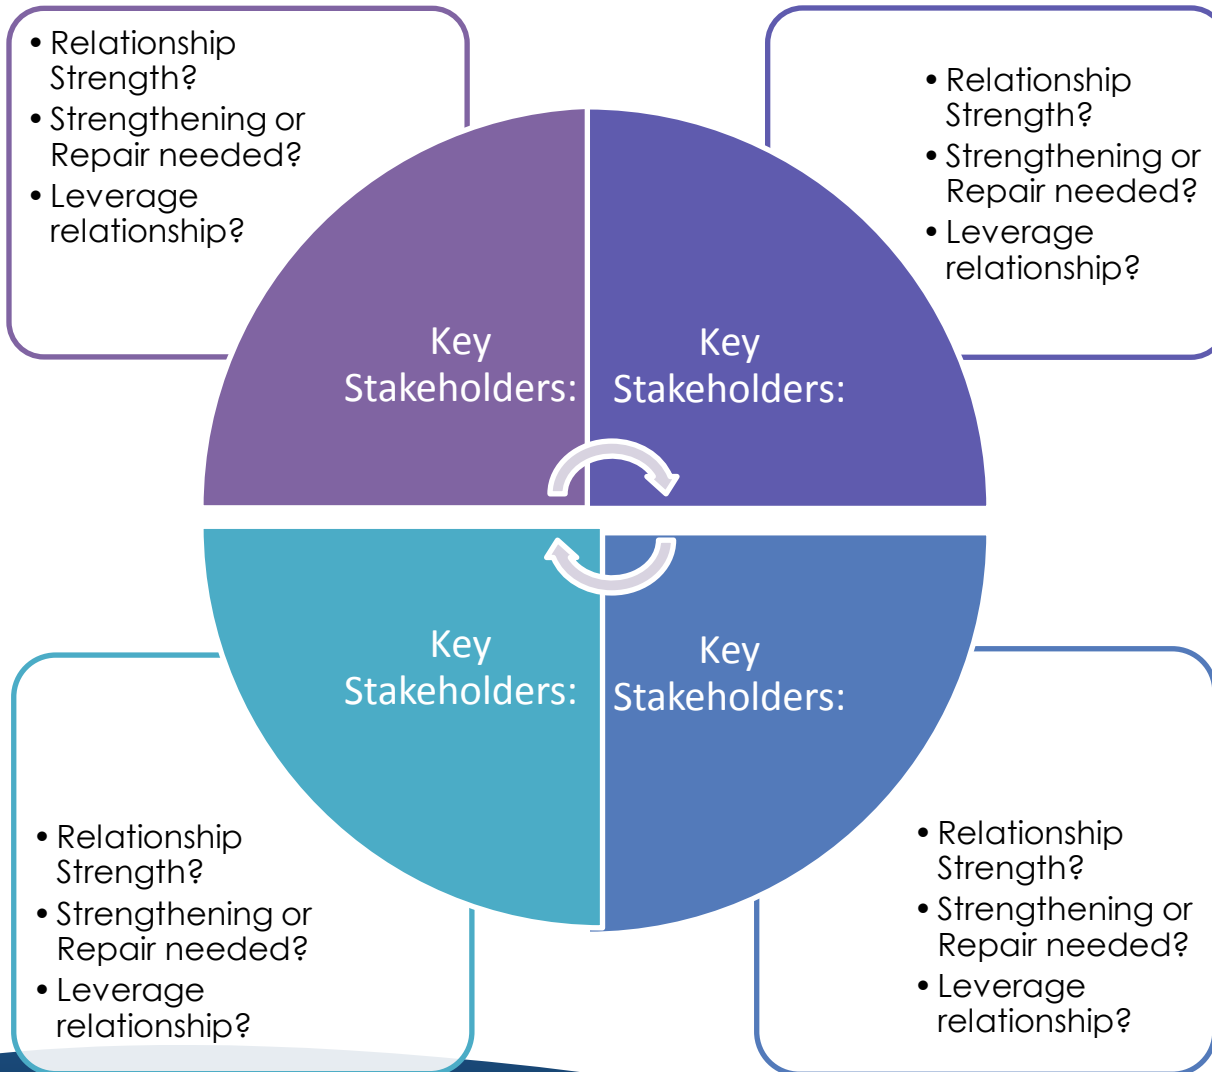 • Relationship
Strength?
• Strengthening or
Repair needed?
• Leverage
relationship?
• Relationship
Strength?
• Strengthening or
Repair needed?
• Leverage
relationship?
Key
Stakeholders:
Key
Stakeholders:
Key
Stakeholders:
Key
Stakeholders:
• Relationship
Strength?
• Strengthening or
Repair needed?
• Leverage
relationship?
• Relationship
Strength?
• Strengthening or
Repair needed?
• Leverage
relationship?